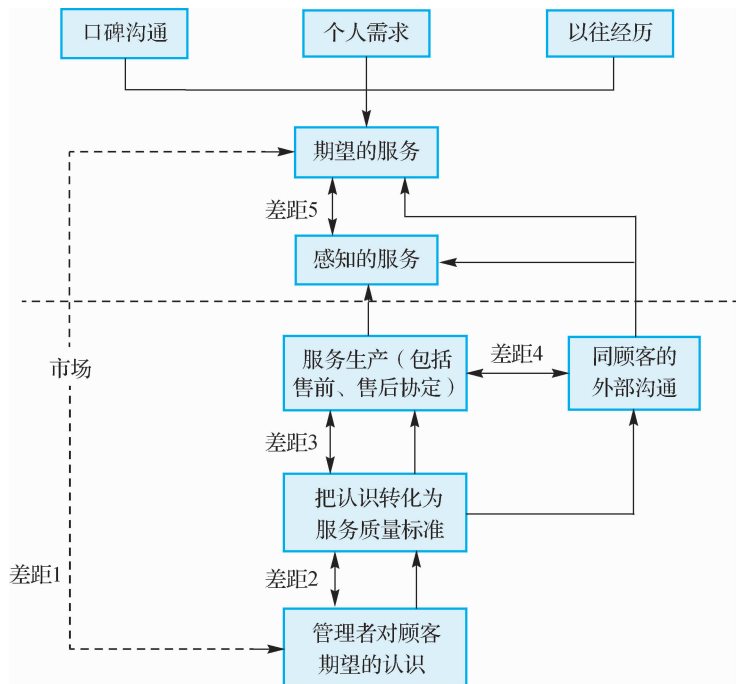 口碑沟通
个人需求
以往经历
期望的服务
差距5
感知的服务
市场
服务生产（包括
售前、售后协定）
差距4
同顾客的
外部沟通
差距3
把认识转化为
服务质量标准
差距1
差距2
管理者对顾客
期望的认识